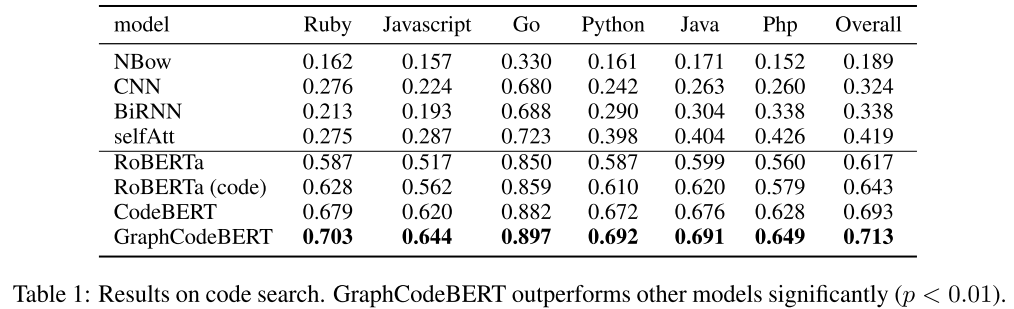 model Ruby Javascript Go Python Java Php Overall
NBow 0.162 0.157 0.330 0.161 0.171 0.152 0.189
CNN 0.276 0.224 0.680 0.242 0.263 0.260 0.324
BiRNN 0.213 0.193 0.688 0.290 0.304 0.338 0.338
selfAtt 0.275 0.287 0.723 0.398 0.404 0.426 0.419
RoBERTa 0.587 0.517 0.850 0.587 0.599 0.560 0.617
RoBERTa (code) 0.628 0.562 0.859 0.610 0.620 0.579 0.643
CodeBERT 0.679 0.620 0.882 0.672 0.676 0.628 0.693
GraphCodeBERT 0.703 0.644 0.897 0.692 0.691 0.649 0.713
Table 1: Results on code search. GraphCodeBERT outperforms other models significantly (p < 0.01).